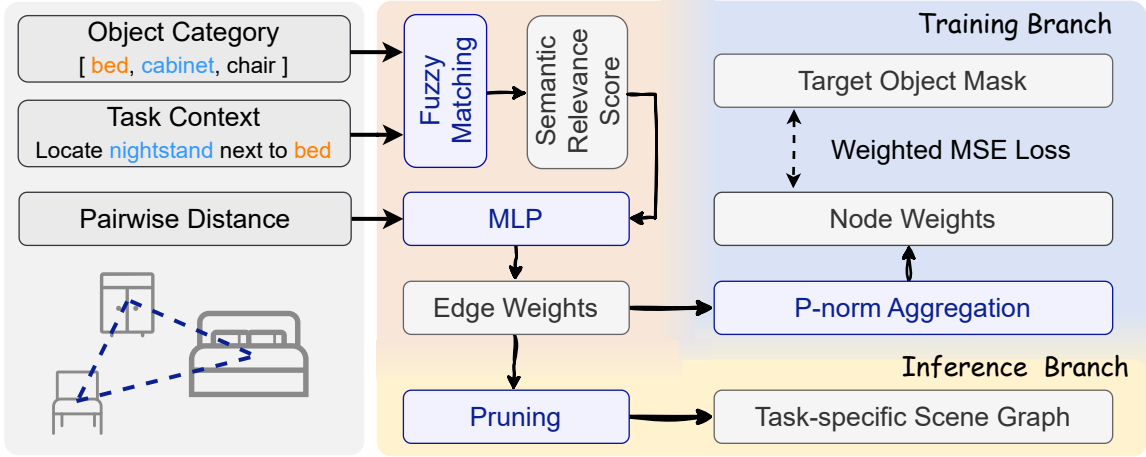 Object Category
[ bed, cabinet, chair ]
Task Context
Locate nightstand next to bed
Pairwise Distance
Fuzzy
Matching
Semantic
Relevance
Score
MLP
Edge Weights
Pruning
Training Branch
Target Object Mask
Weighted MSE Loss
Node Weights
P-norm Aggregation
Inference Branch
Task-specific Scene Graph